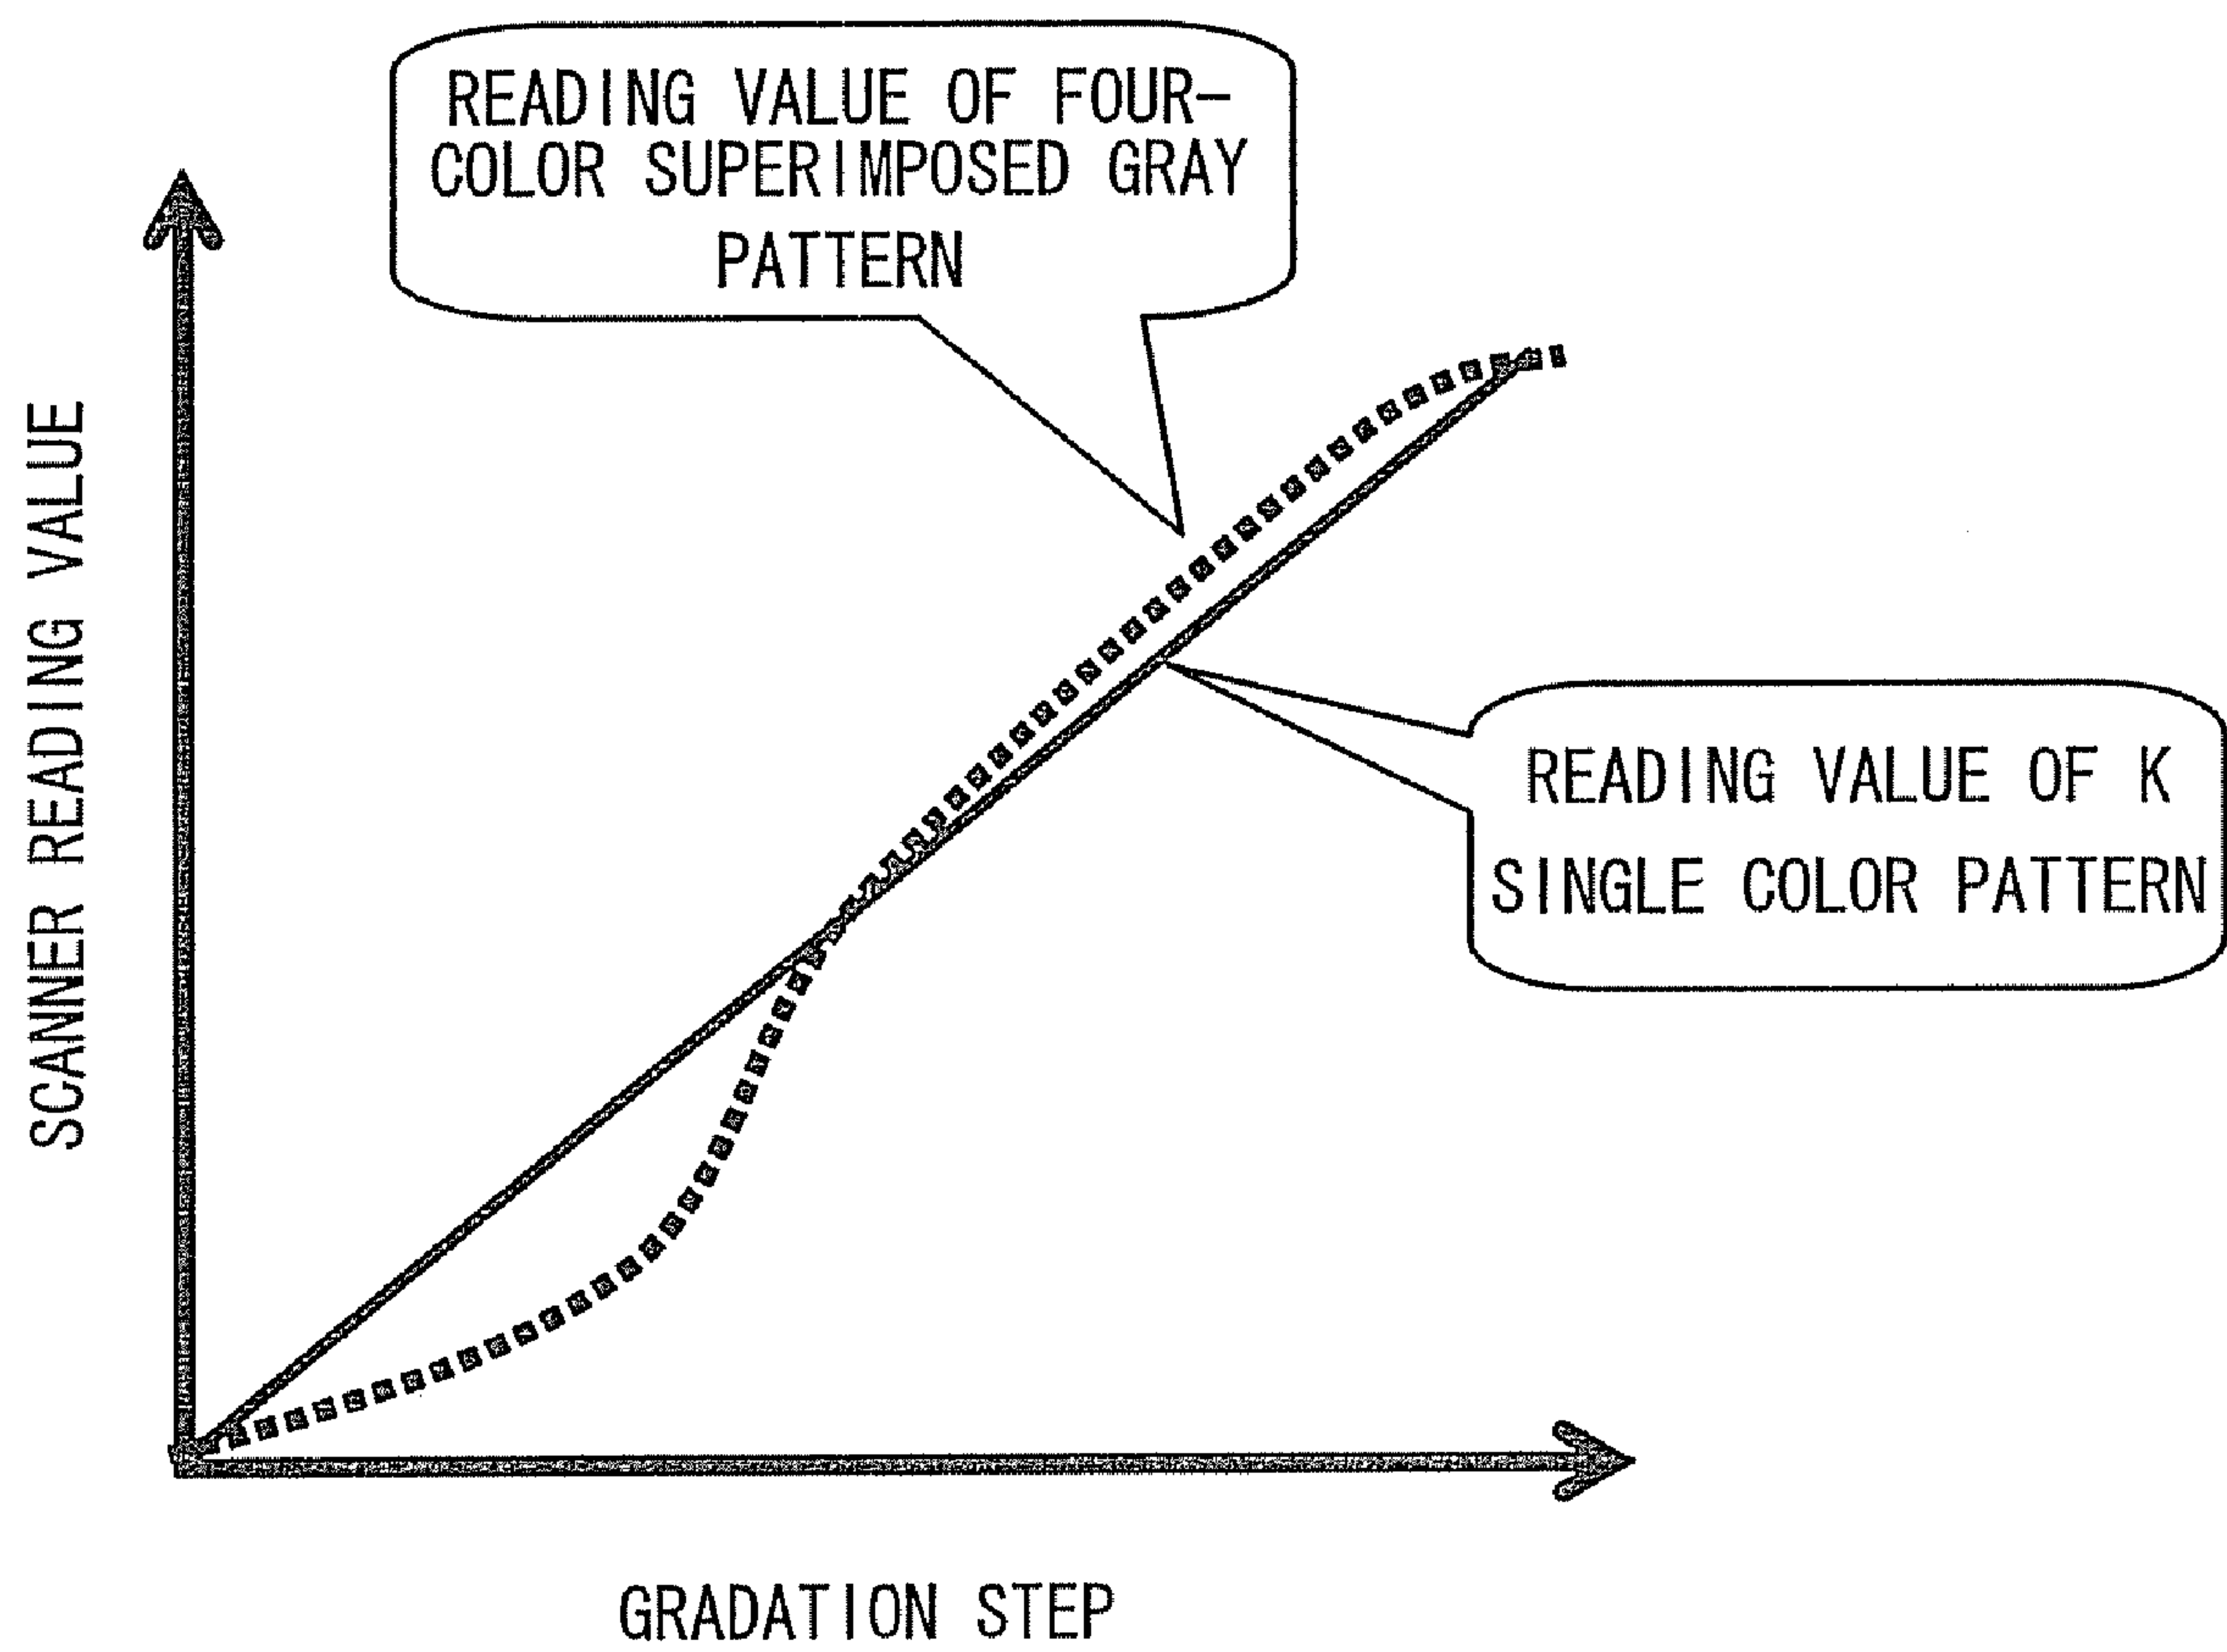 READING VALUE OF FOUR-
COLOR SUPERIMPOSED GRAY
PATTERN
SCANNER READING VALUE
READING VALUE OF K
SINGLE COLOR PATTERN
GRADATION STEP